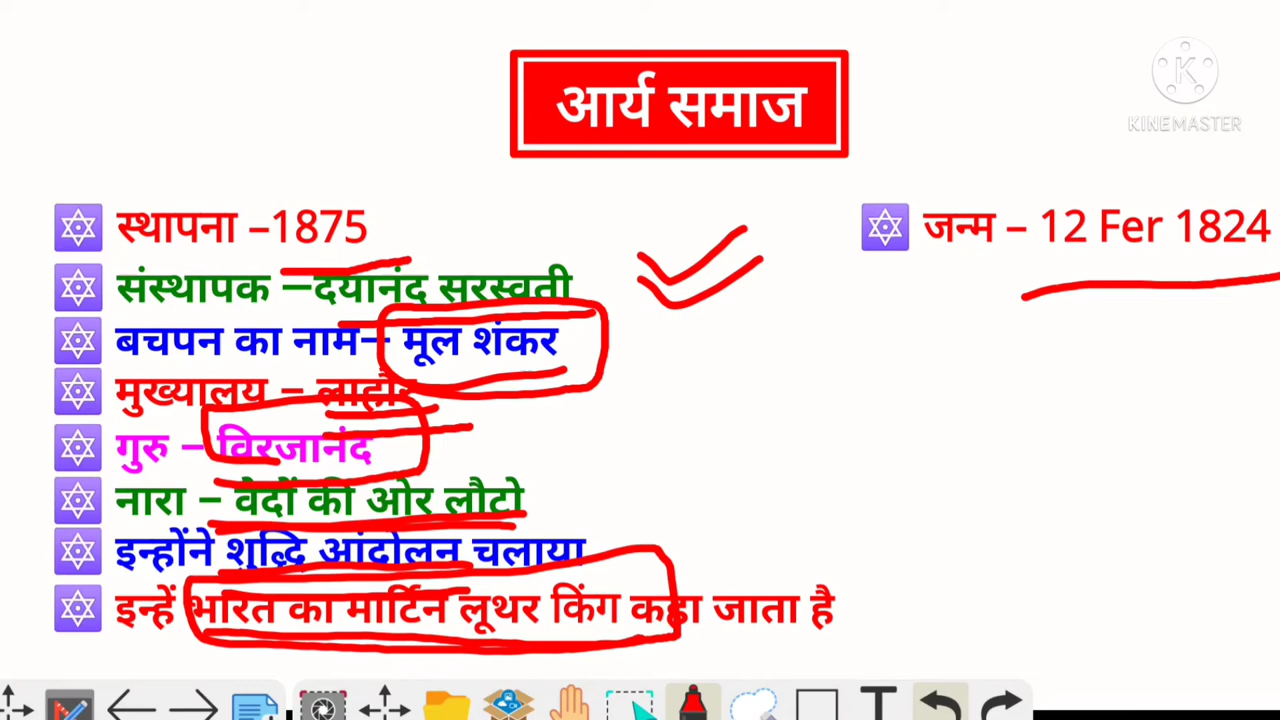 आर्य समाज
KINEMASTER
स्थापना –1875
जन्म – 12 Fer 1824
संस्थापक –दयानंद सरस्वती
बचपन का नाम– मूल शंकर
मुख्यालय – लाहौर
गुरु – विरजानंद
नारा – वेदों की ओर लौटो
इन्होंने शुद्धि आंदोलन चलाया
इन्हें भारत का मार्टिन लूथर किंग कहा जाता है